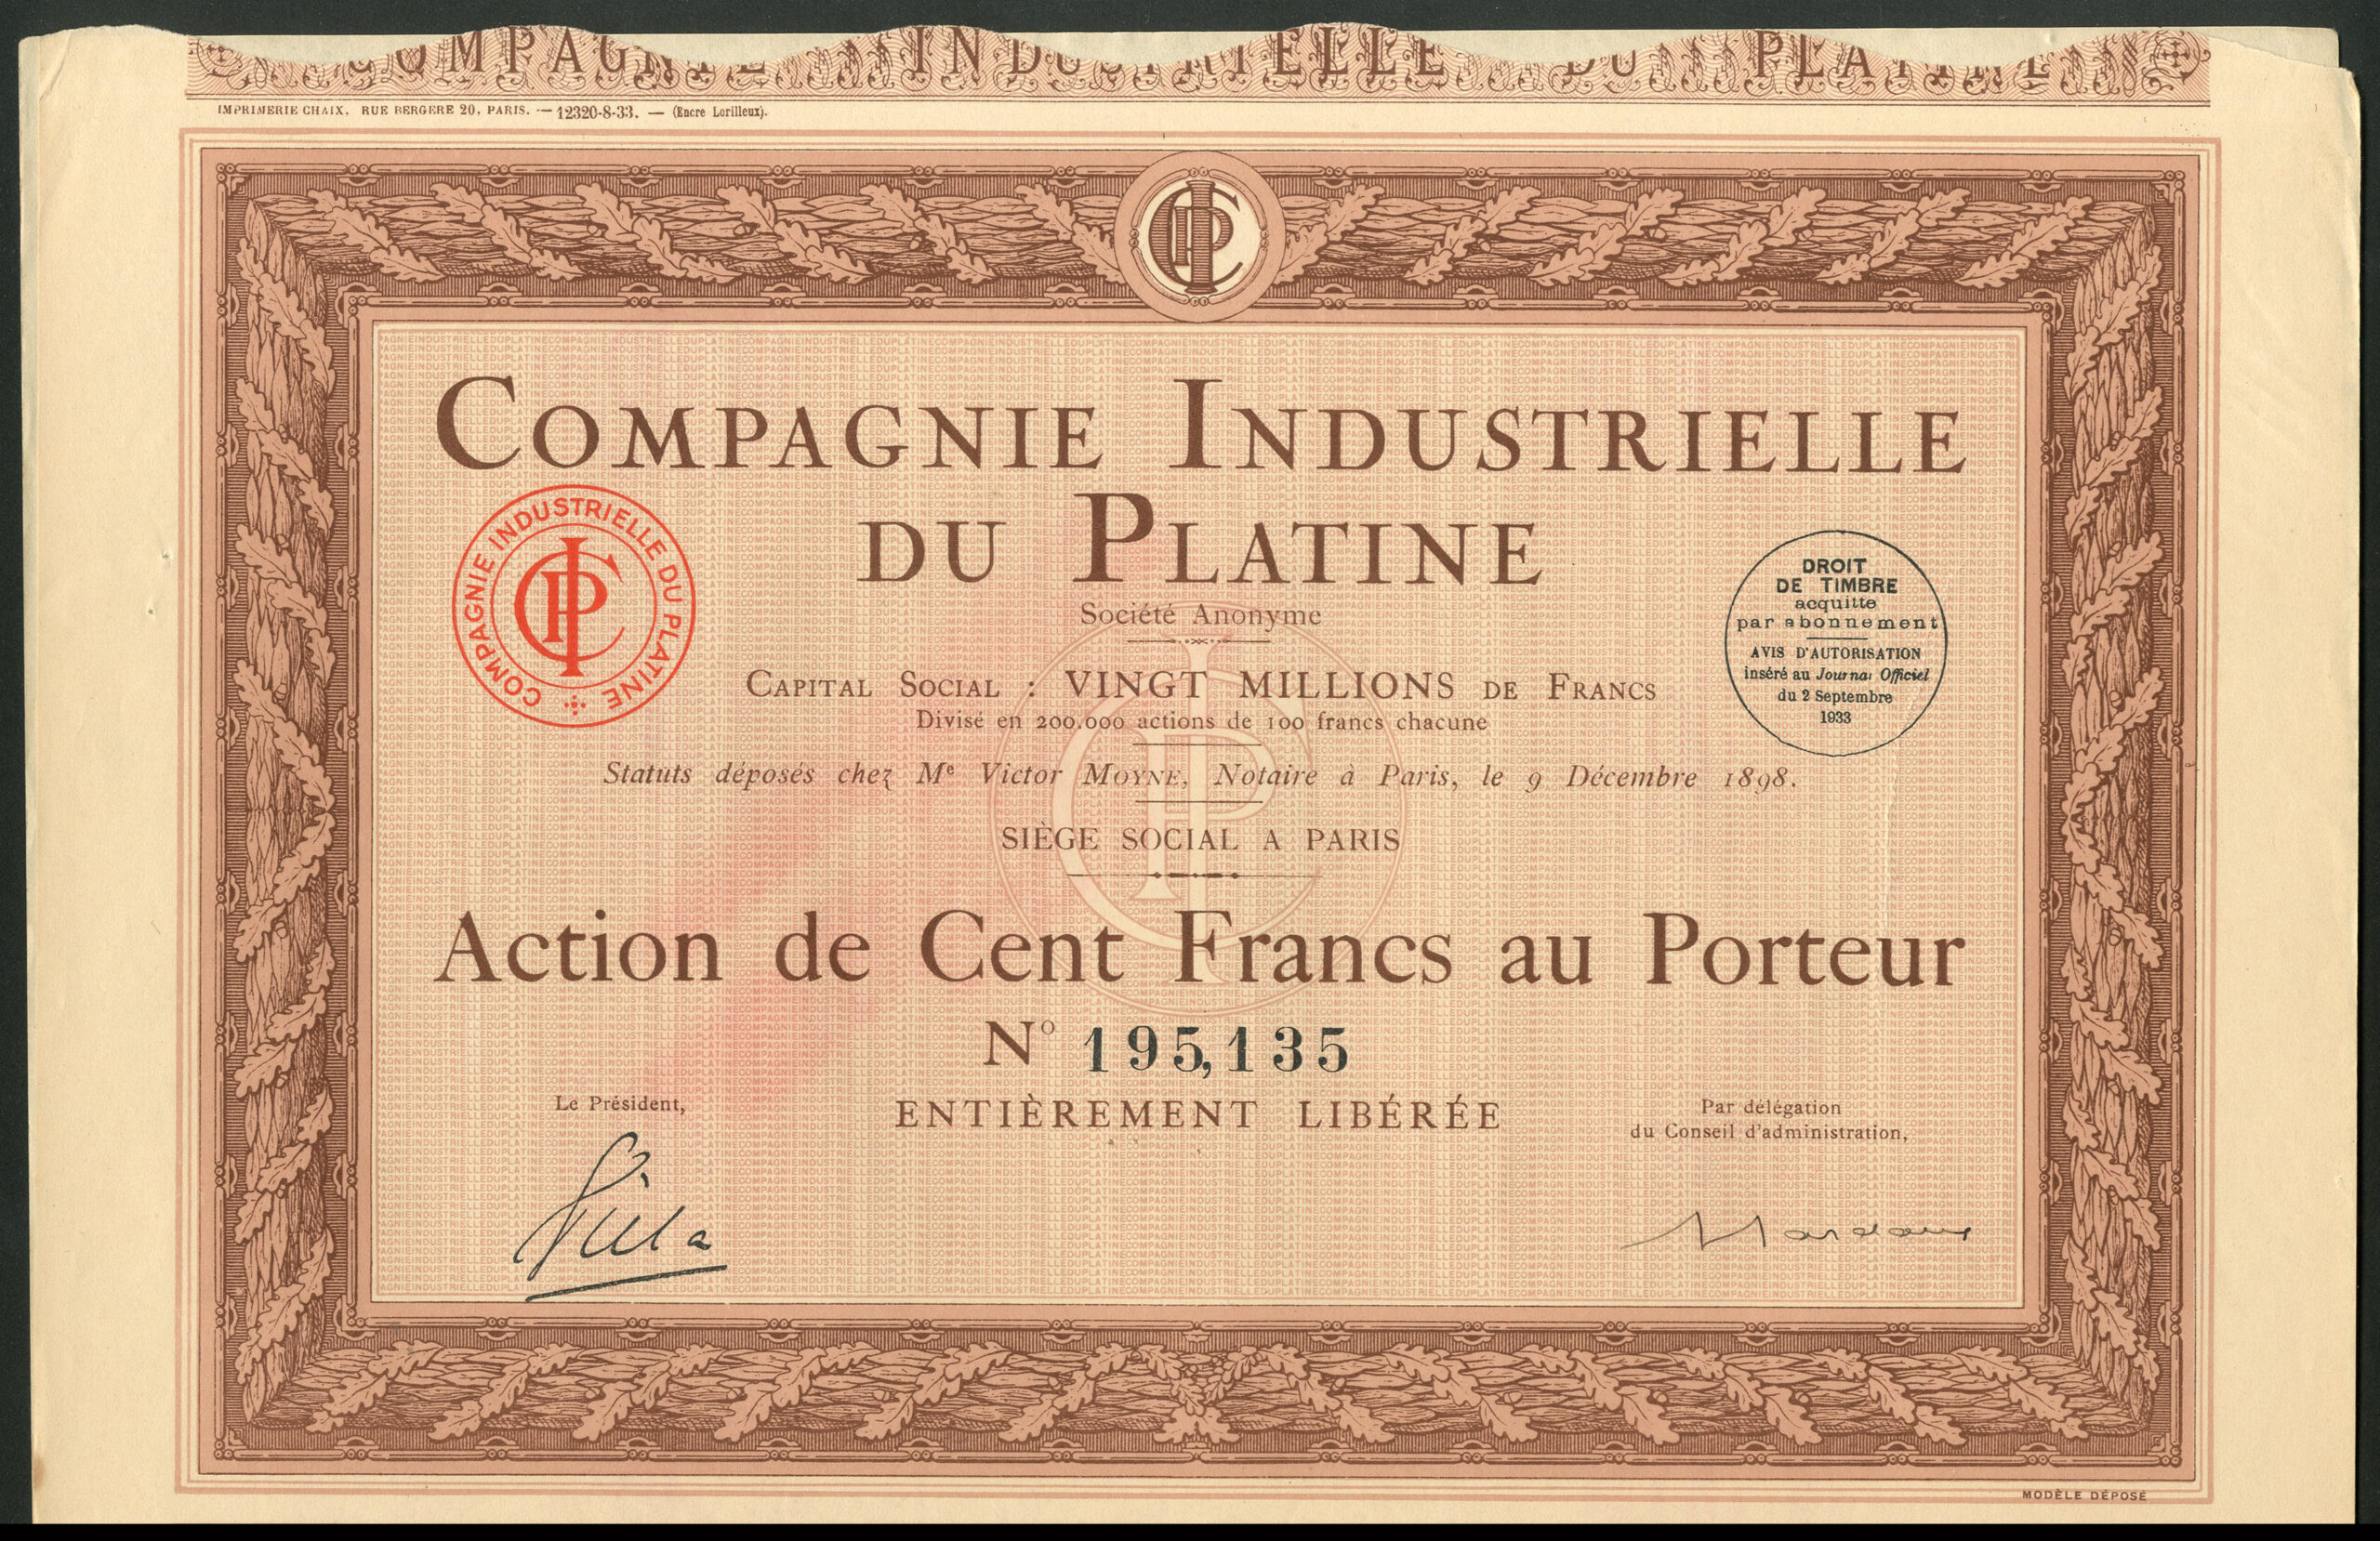 COMPAGNIE INDUSTRIELLE DU PLATINE
IMPRIMERIE CHAIX, RUE BERGERE 20, PARIS. — 12320-8-33. — (Encre Lorilleux).
COMPAGNIE INDUSTRIELLE
DU PLATINE
COMPAGNIE INDUSTRIELLE DU PLATINE
DROIT
DE TIMBRE
acquitte
par abonnement
AVIS D'AUTORISATION
inséré au Journal Officiel
du 2 Septembre
1933
Société Anonyme
CAPITAL SOCIAL : VINGT MILLIONS DE FRANCS
Divisé en 200.000 actions de 100 francs chacune
Statuts déposés chez Me Victor MOYNE, Notaire à Paris, le 9 Décembre 1898.
SIÈGE SOCIAL A PARIS
Action de Cent Francs au Porteur
No 195,135
ENTIÈREMENT LIBÉRÉE
Le Président,
Par délégation
du Conseil d'administration,
MODÈLE DÉPOSÉ